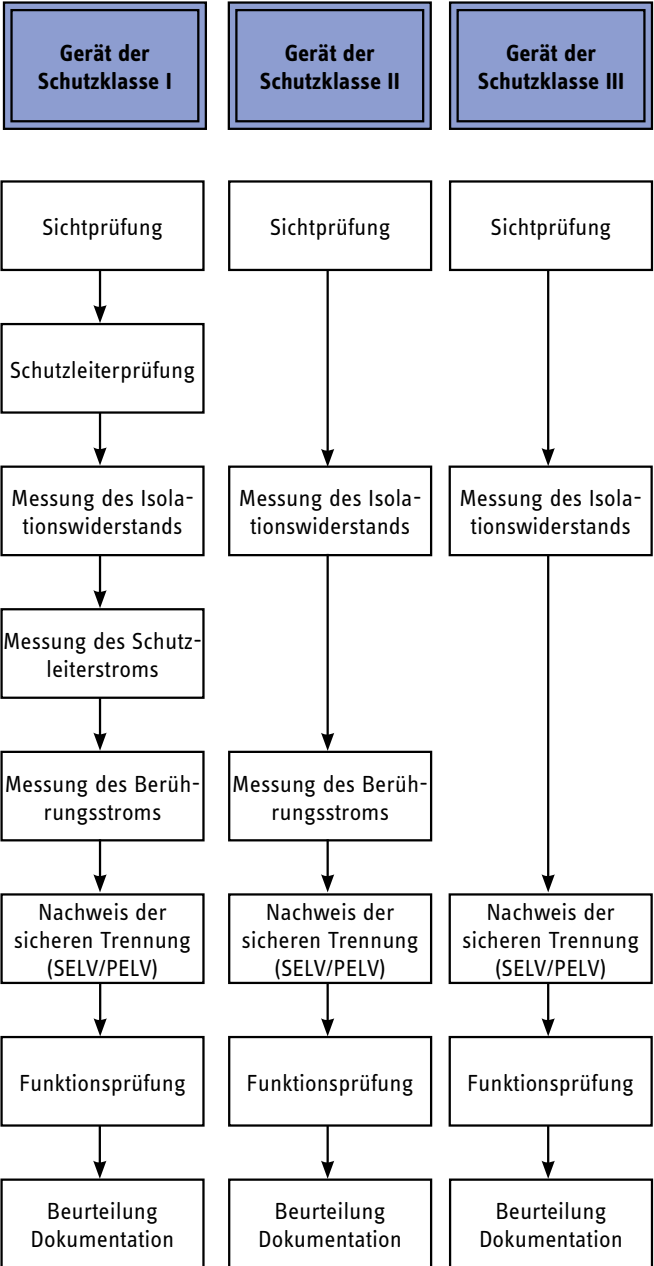 Gerät der
Schutzklasse I
Gerät der
Schutzklasse II
Gerät der
Schutzklasse III
Sichtprüfung
Sichtprüfung
Sichtprüfung
Schutzleiterprüfung
Messung des Isola-
tionswiderstands
Messung des Isola-
tionswiderstands
Messung des Isola-
tionswiderstands
Messung des Schutz-
leiterstroms
Messung des Berüh-
rungsstroms
Messung des Berüh-
rungsstroms
Nachweis der
sicheren Trennung
(SELV/PELV)
Nachweis der
sicheren Trennung
(SELV/PELV)
Nachweis der
sicheren Trennung
(SELV/PELV)
Funktionsprüfung
Funktionsprüfung
Funktionsprüfung
Beurteilung
Dokumentation
Beurteilung
Dokumentation
Beurteilung
Dokumentation